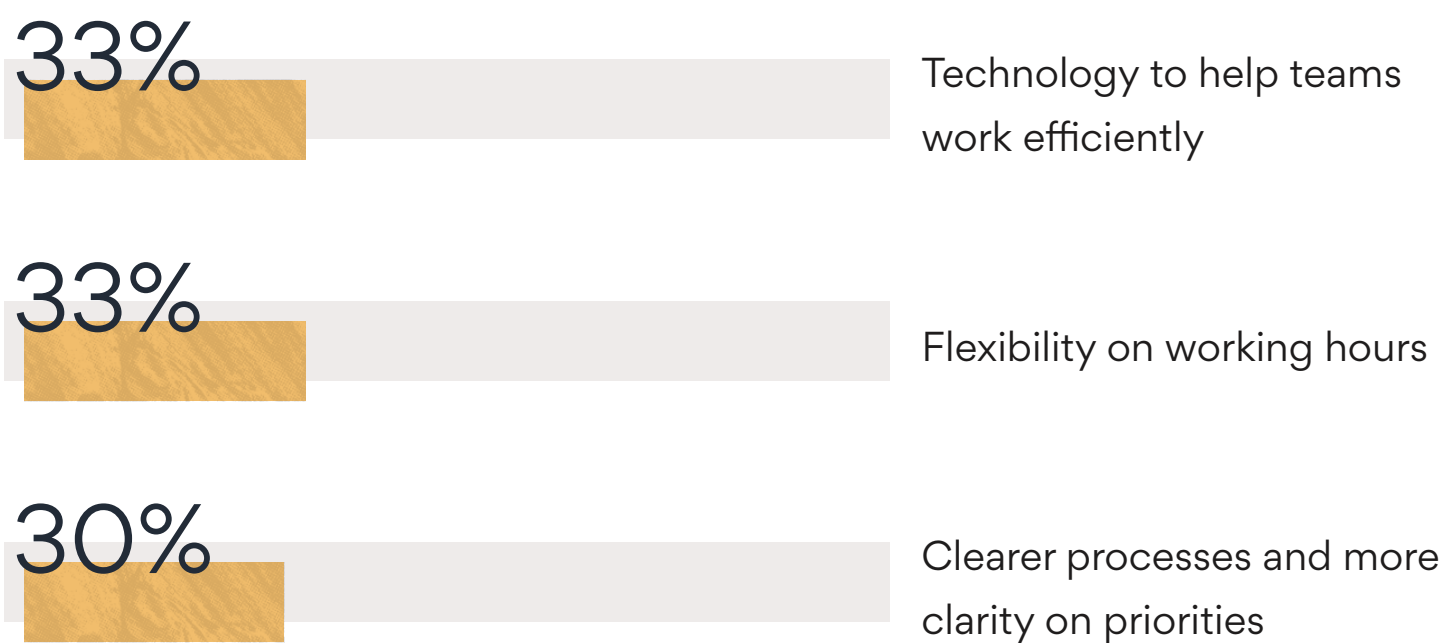 33%
Technology to help teams
work efficiently
33%
Flexibility on working hours
30%
Clearer processes and more
clarity on priorities